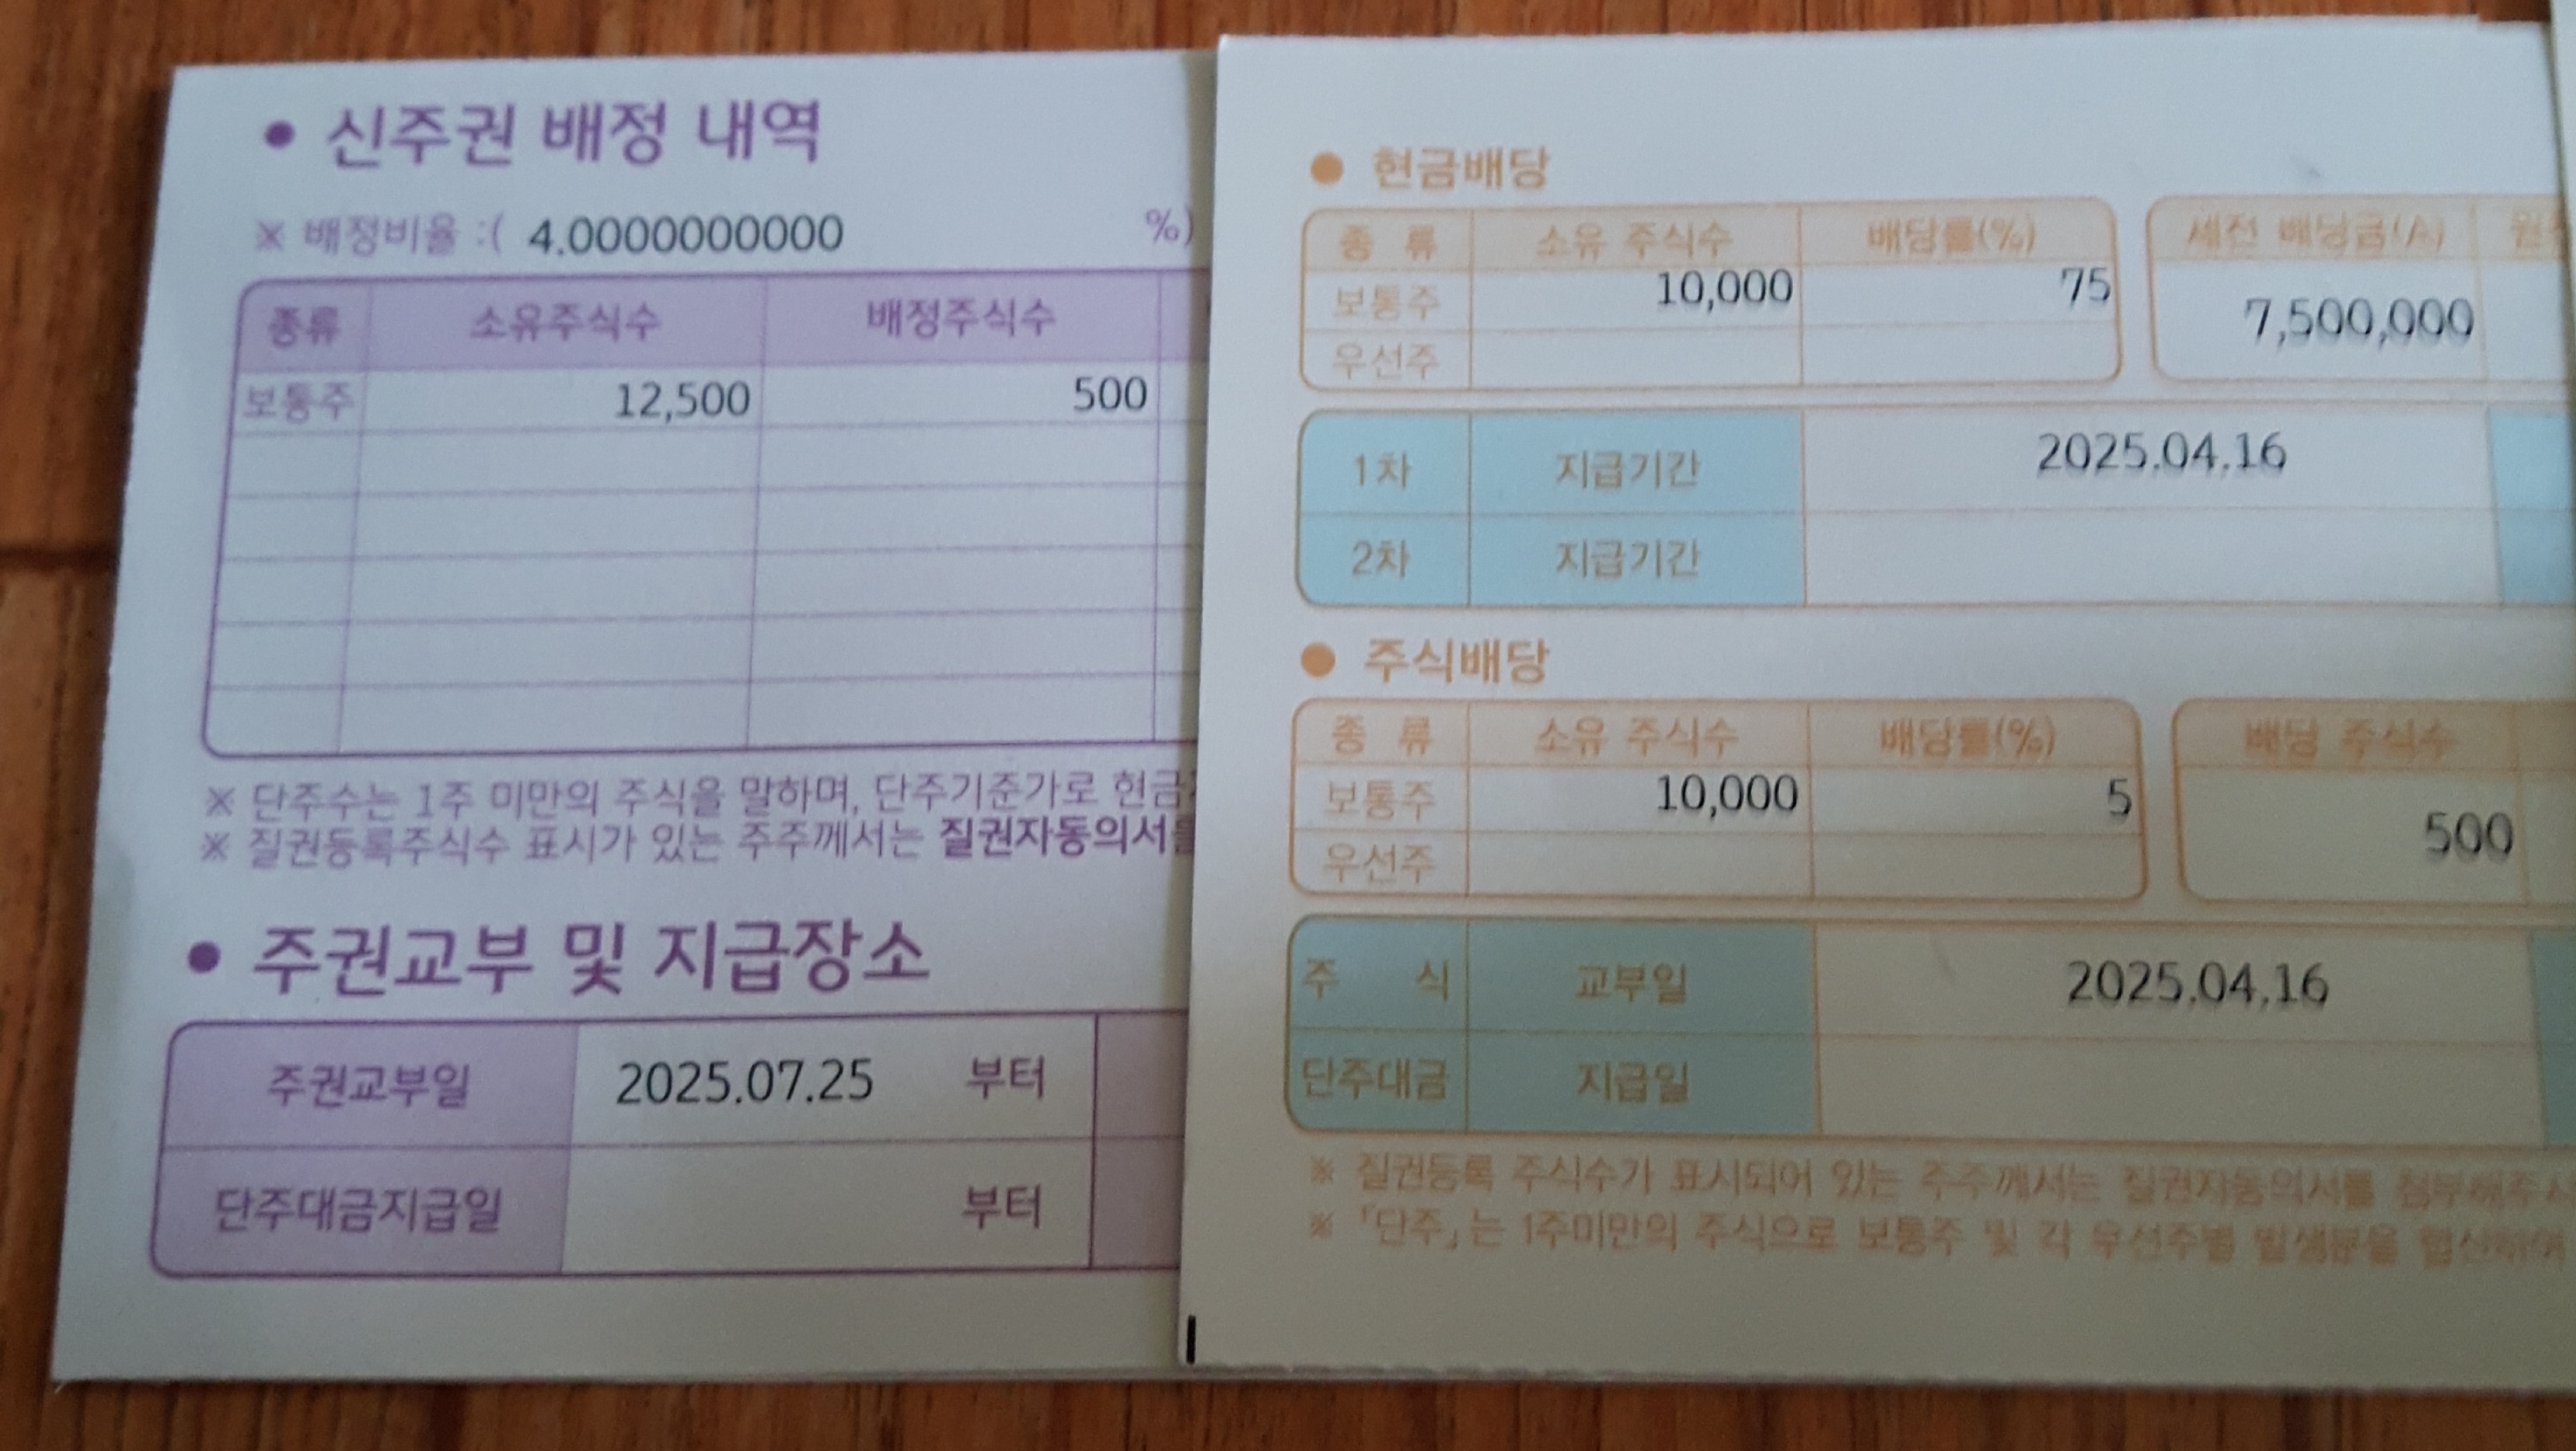 • 신주권 배정 내역
※ 배정비율 :( 4.0000000000 %)
종류 소유주식수 배정주식수
보통주 12,500 500
※ 단주수는 1주 미만의 주식을 말하며, 단주기준가로 현금
※ 질권등록주식수 표시가 있는 주주께서는 질권자동의서를
• 주권교부 및 지급장소
주권교부일 2025.07.25 부터
단주대금지급일 부터
● 현금배당
종 류 소유 주식수 배당률(%) 세전 배당금(A)
보통주 10,000 75 7,500,000
우선주
1차 지급기간 2025.04.16
2차 지급기간
● 주식배당
종 류 소유 주식수 배당률(%) 배당 주식수
보통주 10,000 5 500
우선주
주 식 교부일 2025.04.16
단주대금 지급일
※ 질권등록 주식수가 표시되어 있는 주주께서는 질권자동의서를 첨부해주시
※ 「단주」는 1주미만의 주식으로 보통주 및 각 우선주별 발생분을 합산하여